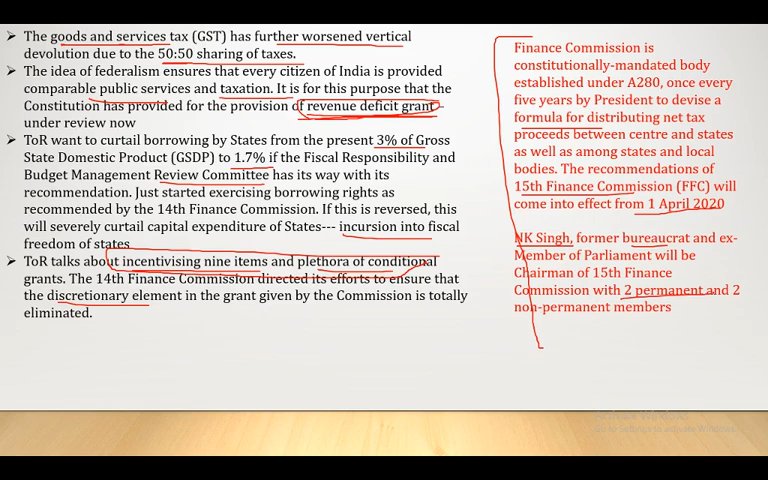 The goods and services tax (GST) has further worsened vertical
devolution due to the 50:50 sharing of taxes.
The idea of federalism ensures that every citizen of India is provided
comparable public services and taxation. It is for this purpose that the
Constitution has provided for the provision of revenue deficit grant-
under review now
ToR want to curtail borrowing by States from the present 3% of Gross
State Domestic Product (GSDP) to 1.7% if the Fiscal Responsibility and
Budget Management Review Committee has its way with its
recommendation. Just started exercising borrowing rights as
recommended by the 14th Finance Commission. If this is reversed, this
will severely curtail capital expenditure of States--- incursion into fiscal
freedom of states
ToR talks about incentivising nine items and plethora of conditional
grants. The 14th Finance Commission directed its efforts to ensure that
the discretionary element in the grant given by the Commission is totally
eliminated.
Finance Commission is
constitutionally-mandated body
established under A280, once every
five years by President to devise a
formula for distributing net tax
proceeds between centre and states
as well as among states and local
bodies. The recommendations of
15th Finance Commission (FFC) will
come into effect from 1 April 2020
NK Singh, former bureaucrat and ex-
Member of Parliament will be
Chairman of 15th Finance
Commission with 2 permanent and 2
non-permanent members
Activate Windows
Go to Settings to activate Windows.